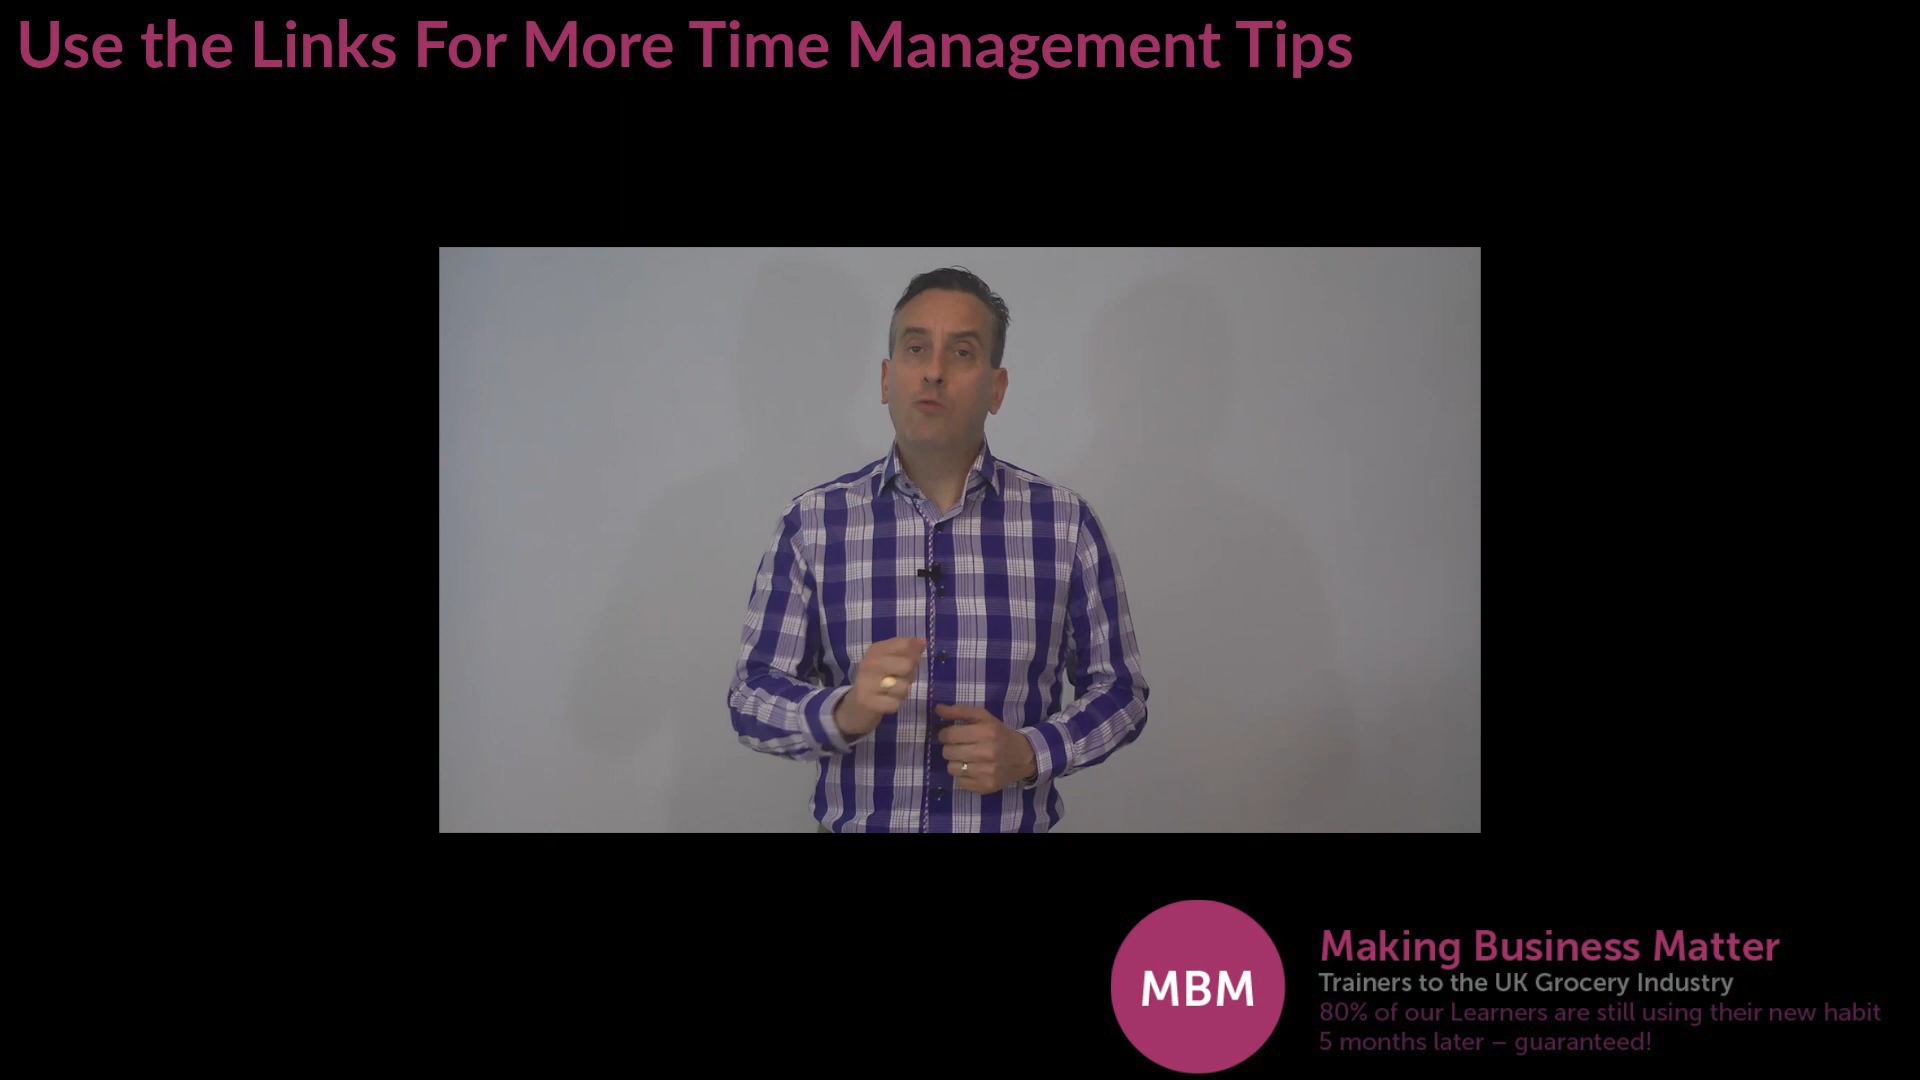 Use the Links For More Time Management Tips
MBM
Making Business Matter
Trainers to the UK Grocery Industry
80% of our Learners are still using their new habit
5 months later – guaranteed!